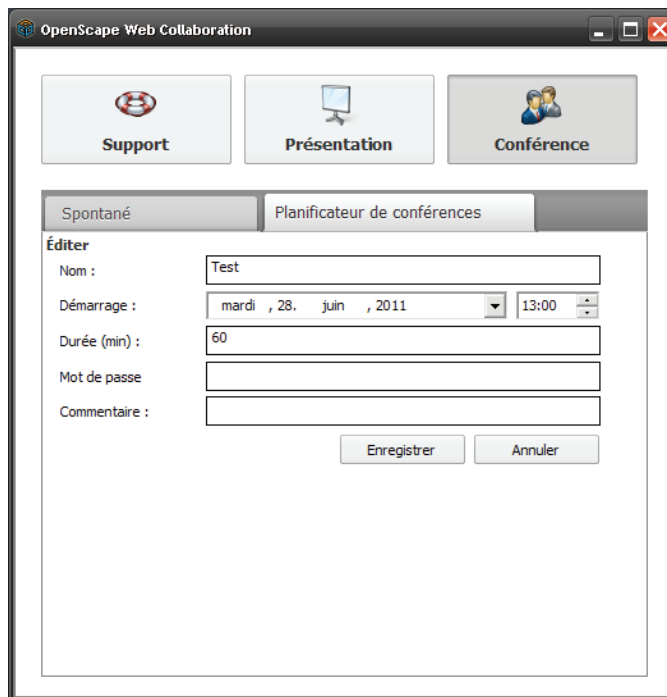 OpenScape Web Collaboration
Support
Présentation
Conférence
Spontané
Planificateur de conférences
Éditer
Nom : Test
Démarrage : mardi , 28. juin , 2011 13:00
Durée (min) : 60
Mot de passe
Commentaire :
Enregistrer Annuler